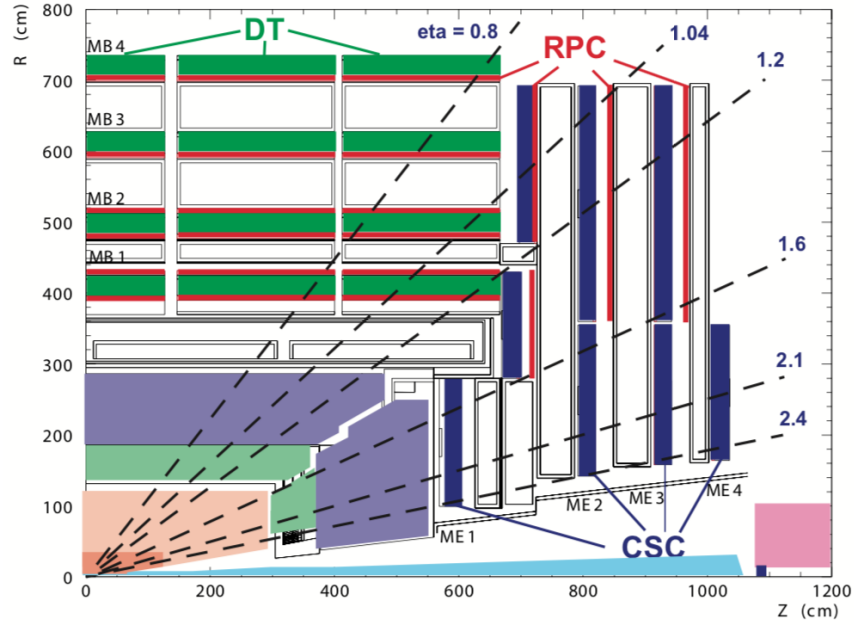 R (cm)
800
700
600
500
400
300
200
100
0
MB 4
MB 3
MB 2
MB 1
DT
eta = 0.8
RPC
1.04
1.2
1.6
2.1
2.4
ME 1
ME 2
ME 3
ME 4
CSC
0
200
400
600
800
1000
1200
Z (cm)